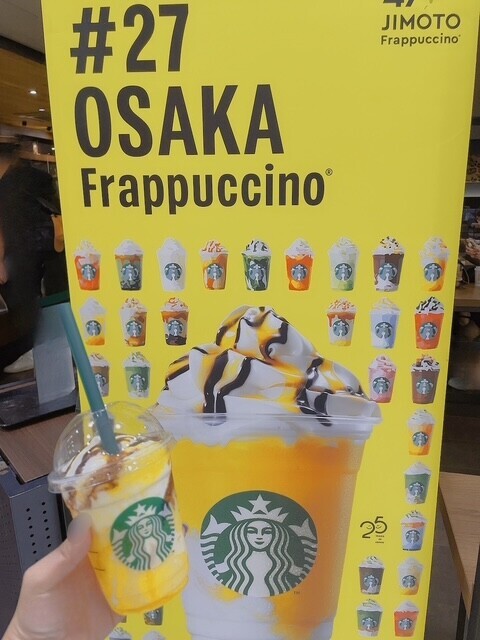 #27
47
JIMOTO
Frappuccino®
OSAKA
Frappuccino®
25